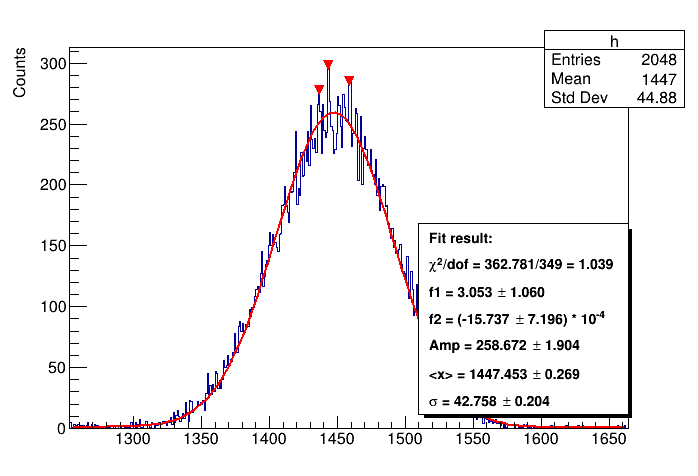 h
Entries 2048
Mean 1447
Std Dev 44.88
Counts
300
250
200
150
100
50
0
Fit result:
χ²/dof = 362.781/349 = 1.039
f1 = 3.053 ± 1.060
f2 = (-15.737 ± 7.196) * 10⁻⁴
Amp = 258.672 ± 1.904
<x> = 1447.453 ± 0.269
σ = 42.758 ± 0.204
1300 1350 1400 1450 1500 1550 1600 1650